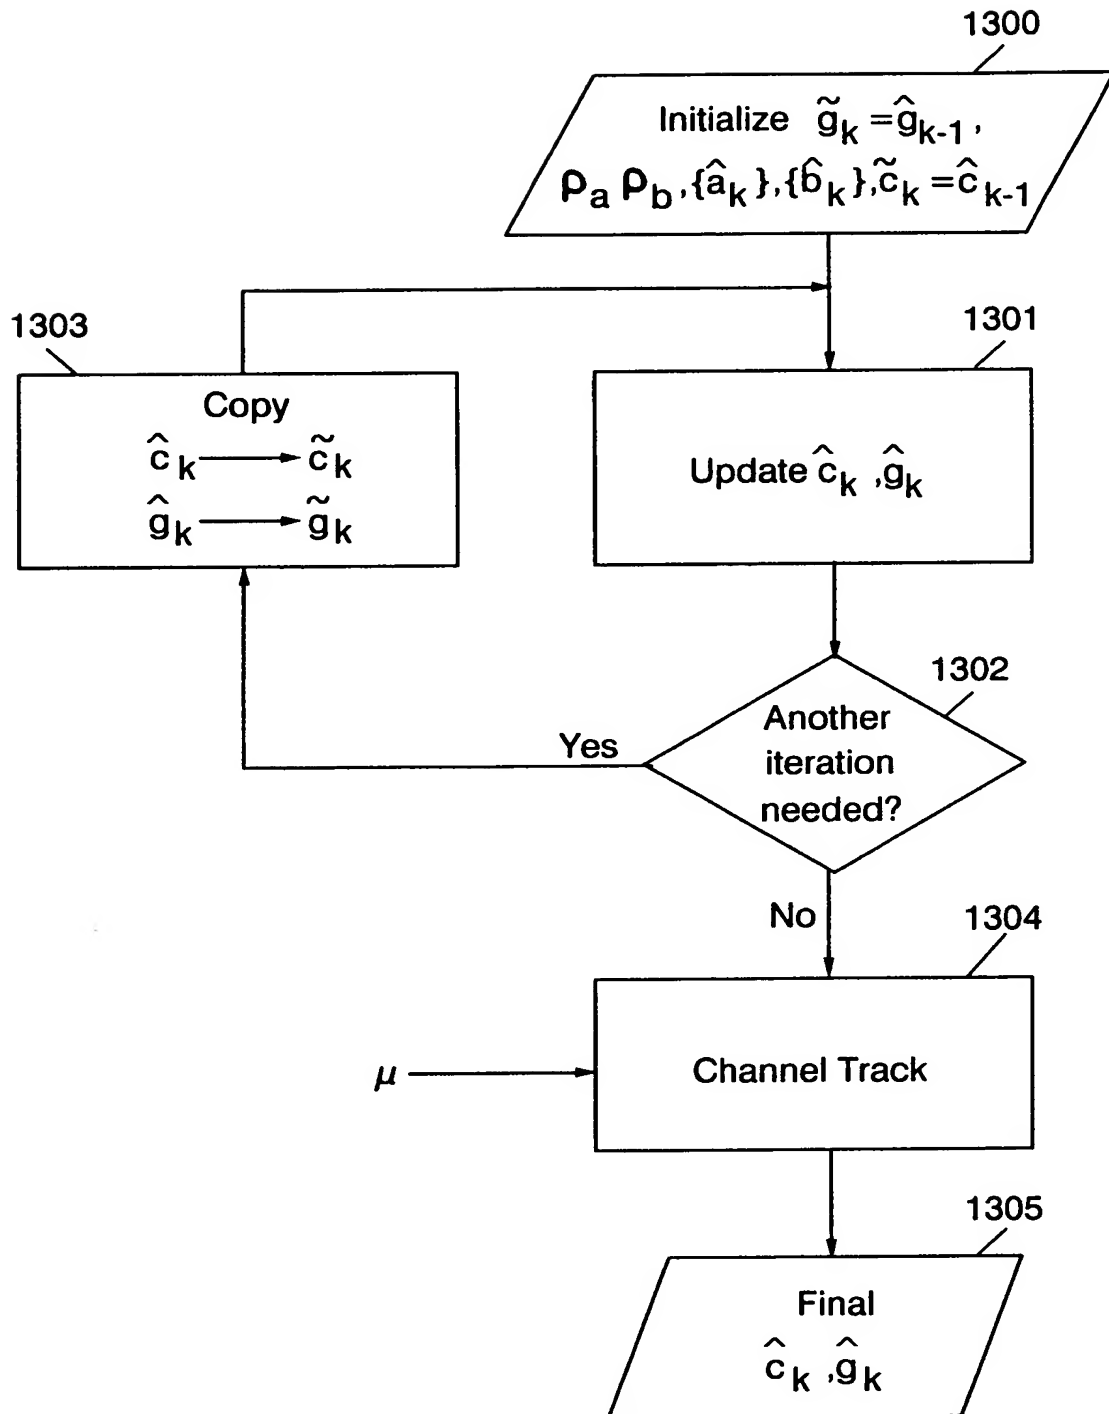 1300
Initialize g̃k = ĝk-1,
ρa ρb, {âk}, {b̂k}, c̃k = ĉk-1
1303
1301
Copy
ĉk → c̃k
ĝk → g̃k
Update ĉk, ĝk
1302
Another
iteration
needed?
Yes
No
1304
μ
Channel Track
1305
Final
ĉk, ĝk